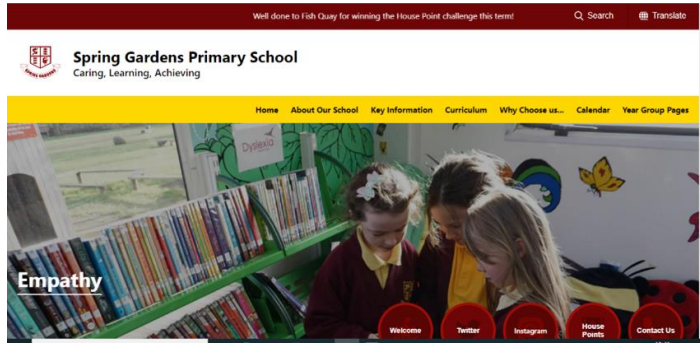 Well done to Fish Quay for winning the House Point challenge this term!
Search
Translate
SPRING GARDENS
Spring Gardens Primary School
Caring, Learning, Achieving
Home About Our School Key Information Curriculum Why Choose us... Calendar Year Group Pages
Dyslexia
Empathy
Welcome
Twitter
Instagram
House
Points
Contact Us